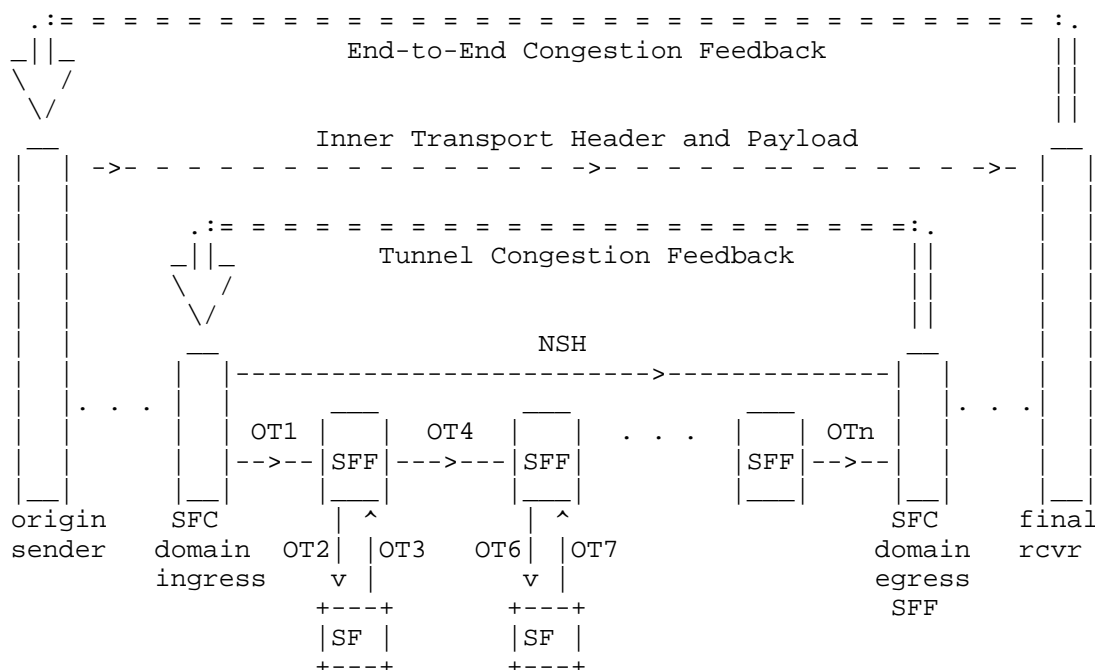 End-to-End Congestion Feedback
Inner Transport Header and Payload
Tunnel Congestion Feedback
NSH
. . . . . . . . . . . .
OT1 OT4 OTn
SFF SFF SFF
origin SFC SFC final
sender domain OT2 OT3 OT6 OT7 domain rcvr
ingress egress
SFF
SF SF